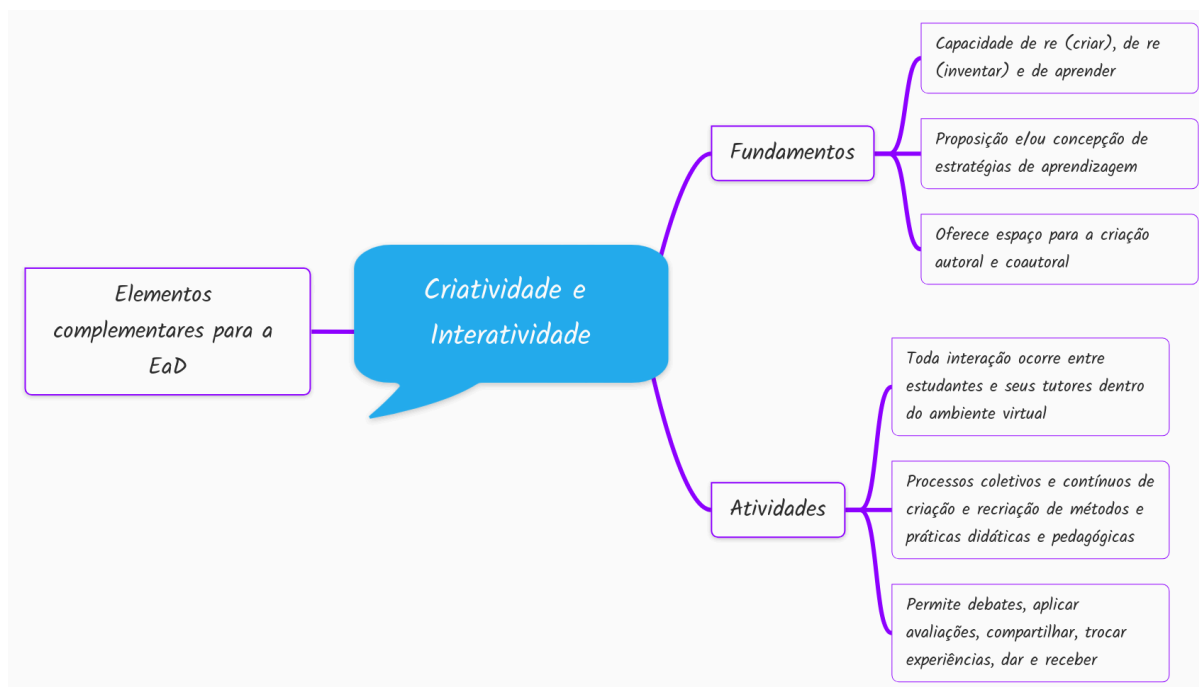 Elementos
complementares para a
EaD
Criatividade e
Interatividade
Fundamentos
Capacidade de re (criar), de re
(inventar) e de aprender
Proposição e/ou concepção de
estratégias de aprendizagem
Oferece espaço para a criação
autoral e coautoral
Atividades
Toda interação ocorre entre
estudantes e seus tutores dentro
do ambiente virtual
Processos coletivos e contínuos de
criação e recriação de métodos e
práticas didáticas e pedagógicas
Permite debates, aplicar
avaliações, compartilhar, trocar
experiências, dar e receber